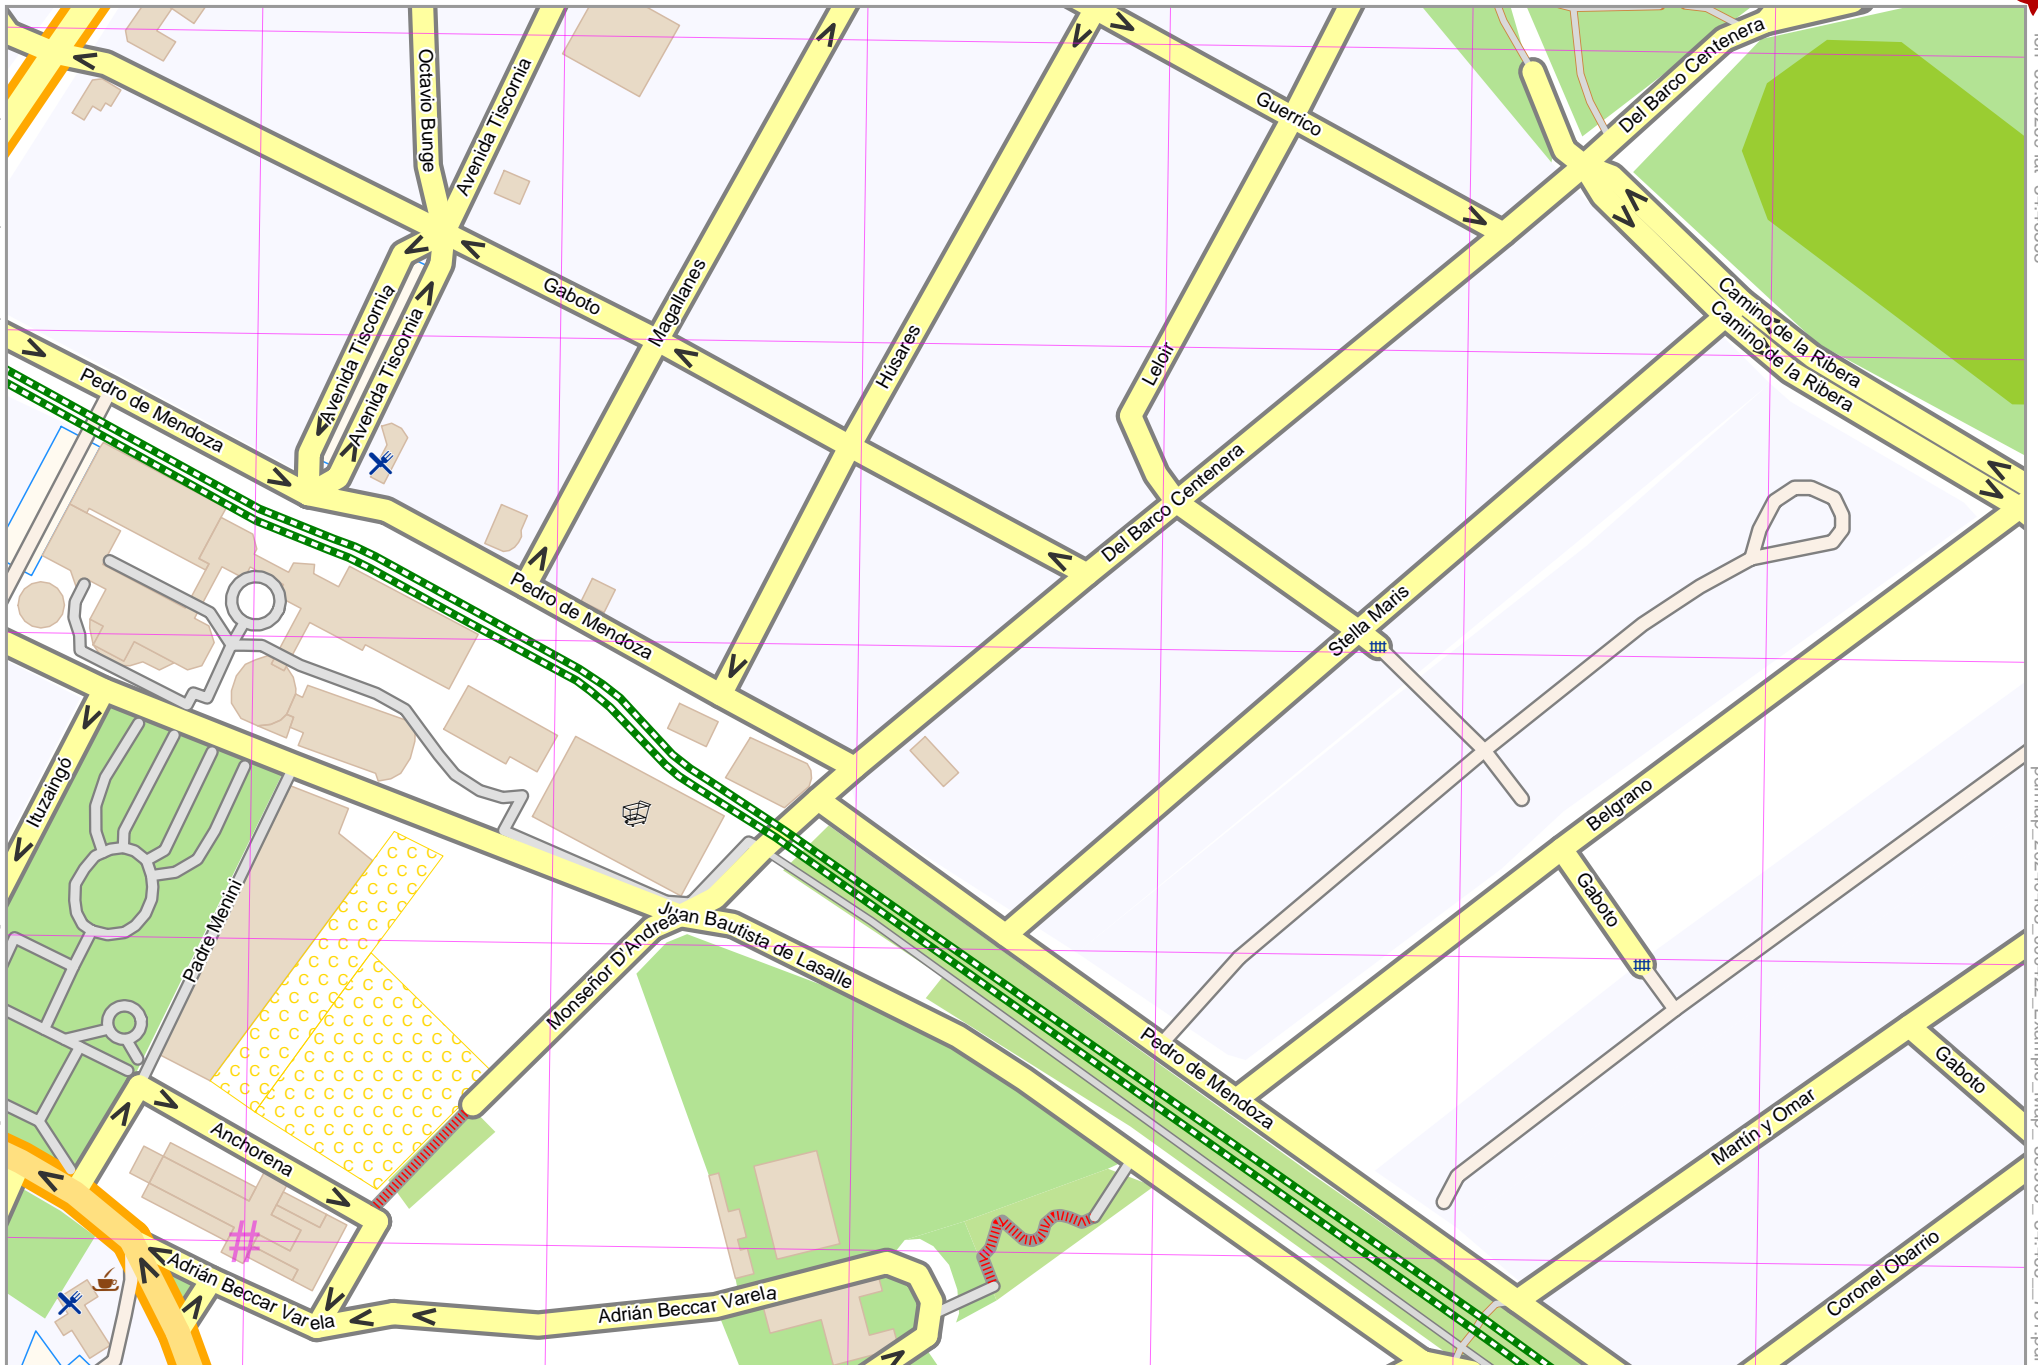 Octavio Bunge
Avenida Tiscornia
Guerrico
Del Barco Centenera
Gaboto
Magallanes
Húsares
Leloir
Camino de la Ribera
Camino de la Ribera
Avenida Tiscornia
Avenida Tiscornia
Pedro de Mendoza
Del Barco Centenera
Pedro de Mendoza
Stella Maris
Ituzaingó
Belgrano
Gaboto
Padre Menini
Monseñor D'Andrea
Juan Bautista de Lasalle
Pedro de Mendoza
Gaboto
Martín y Omar
Anchorena
Adrián Beccar Varela
Adrián Beccar Varela
Coronel Obarrio